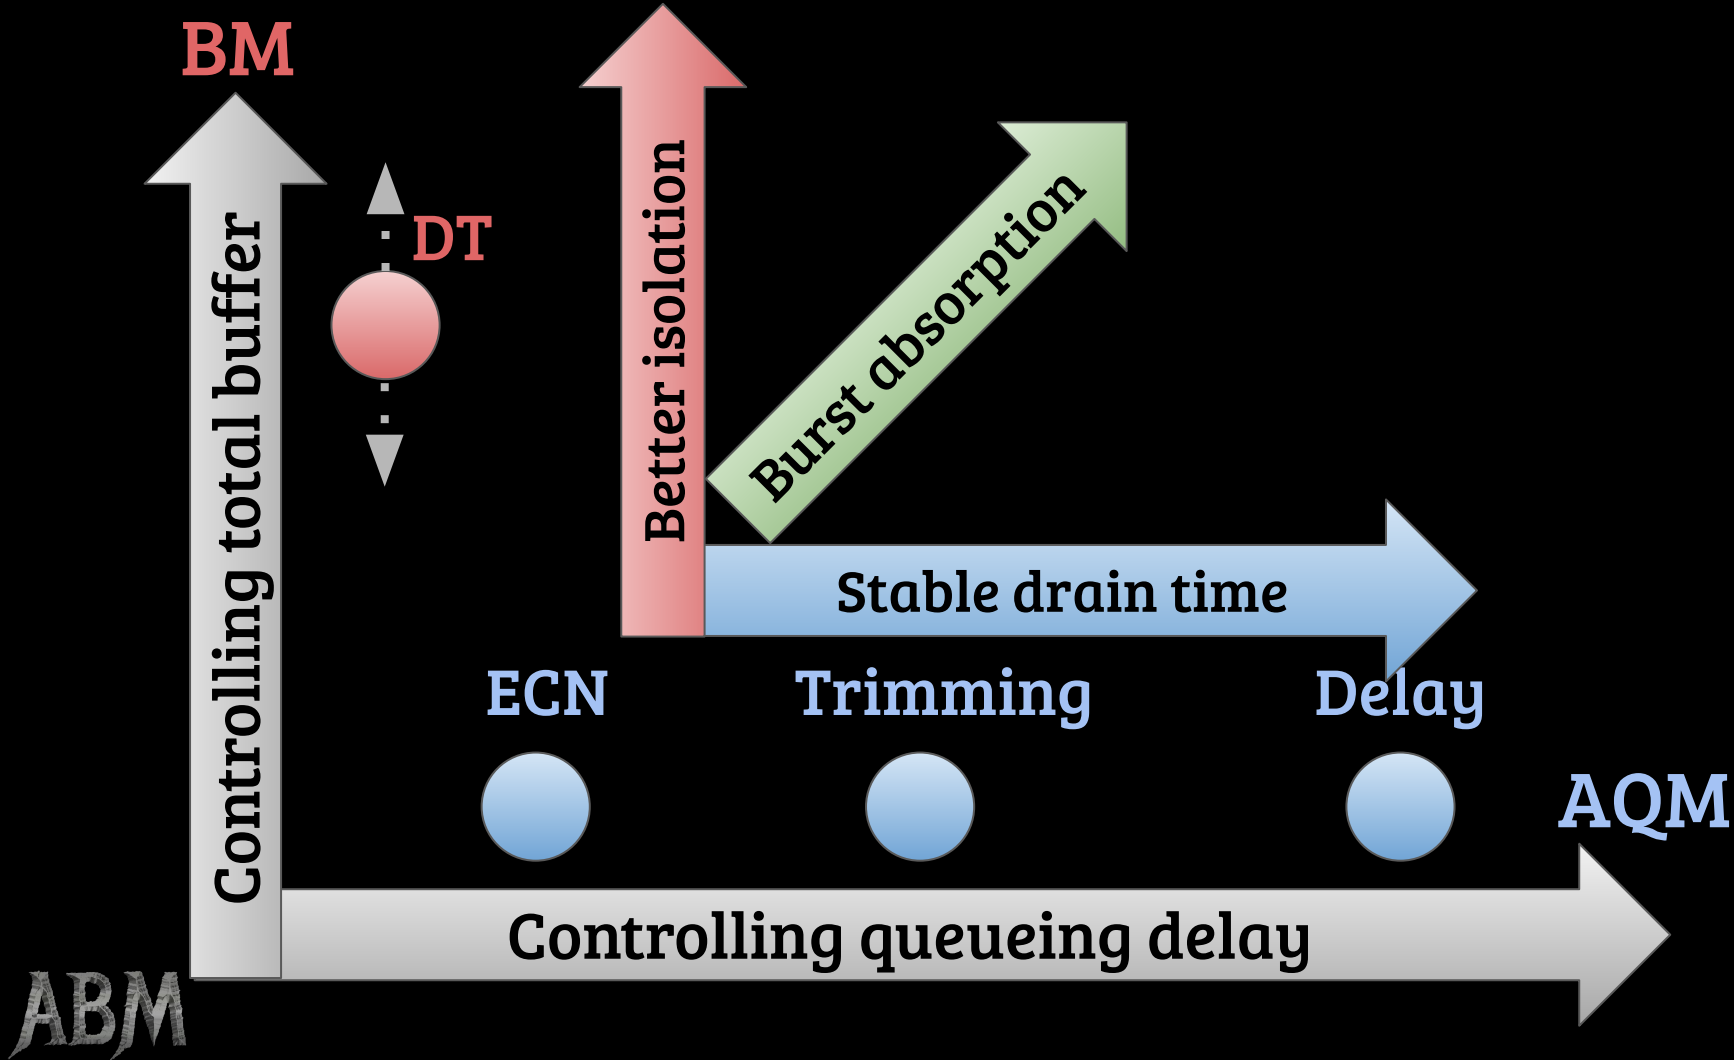 BM
DT
Controlling total buffer
Better isolation
Burst absorption
Stable drain time
ECN
Trimming
Delay
AQM
Controlling queueing delay
ABM